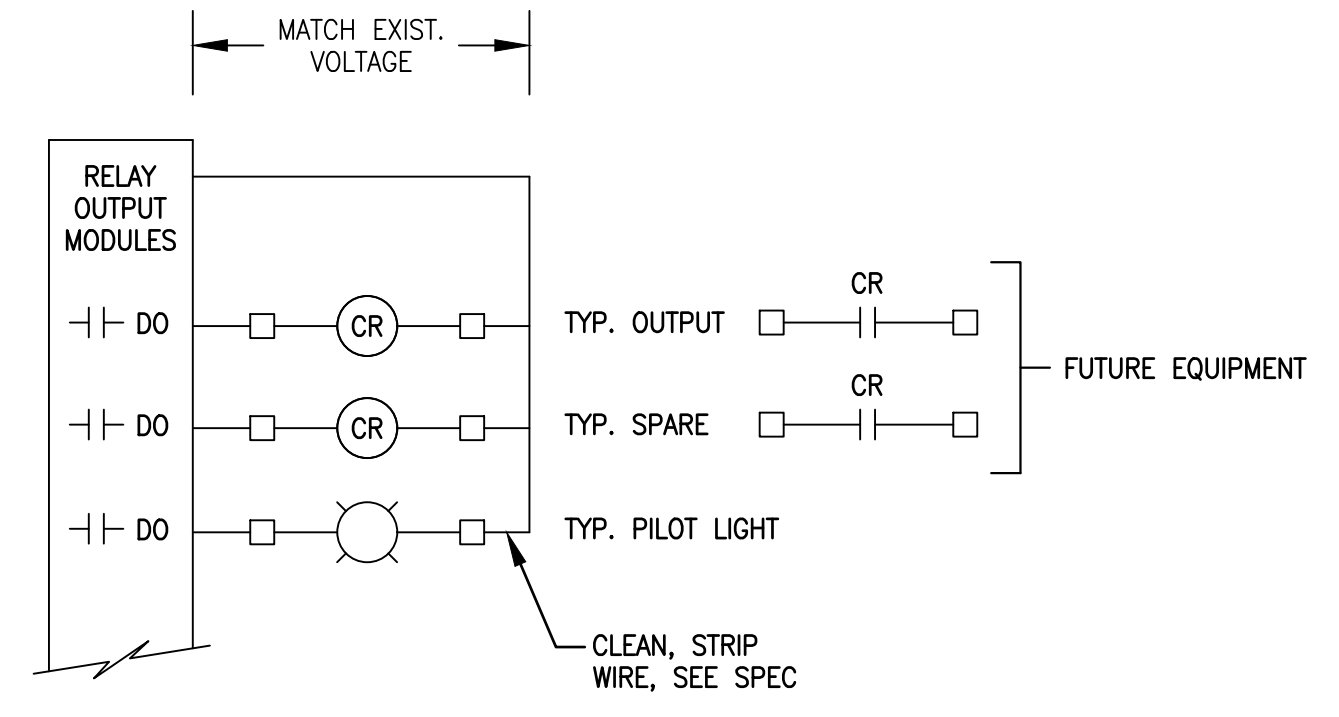 MATCH EXIST.
VOLTAGE
RELAY
OUTPUT
MODULES
CR
DO
CR
TYP. OUTPUT
FUTURE EQUIPMENT
CR
DO
CR
TYP. SPARE
DO
TYP. PILOT LIGHT
CLEAN, STRIP
WIRE, SEE SPEC